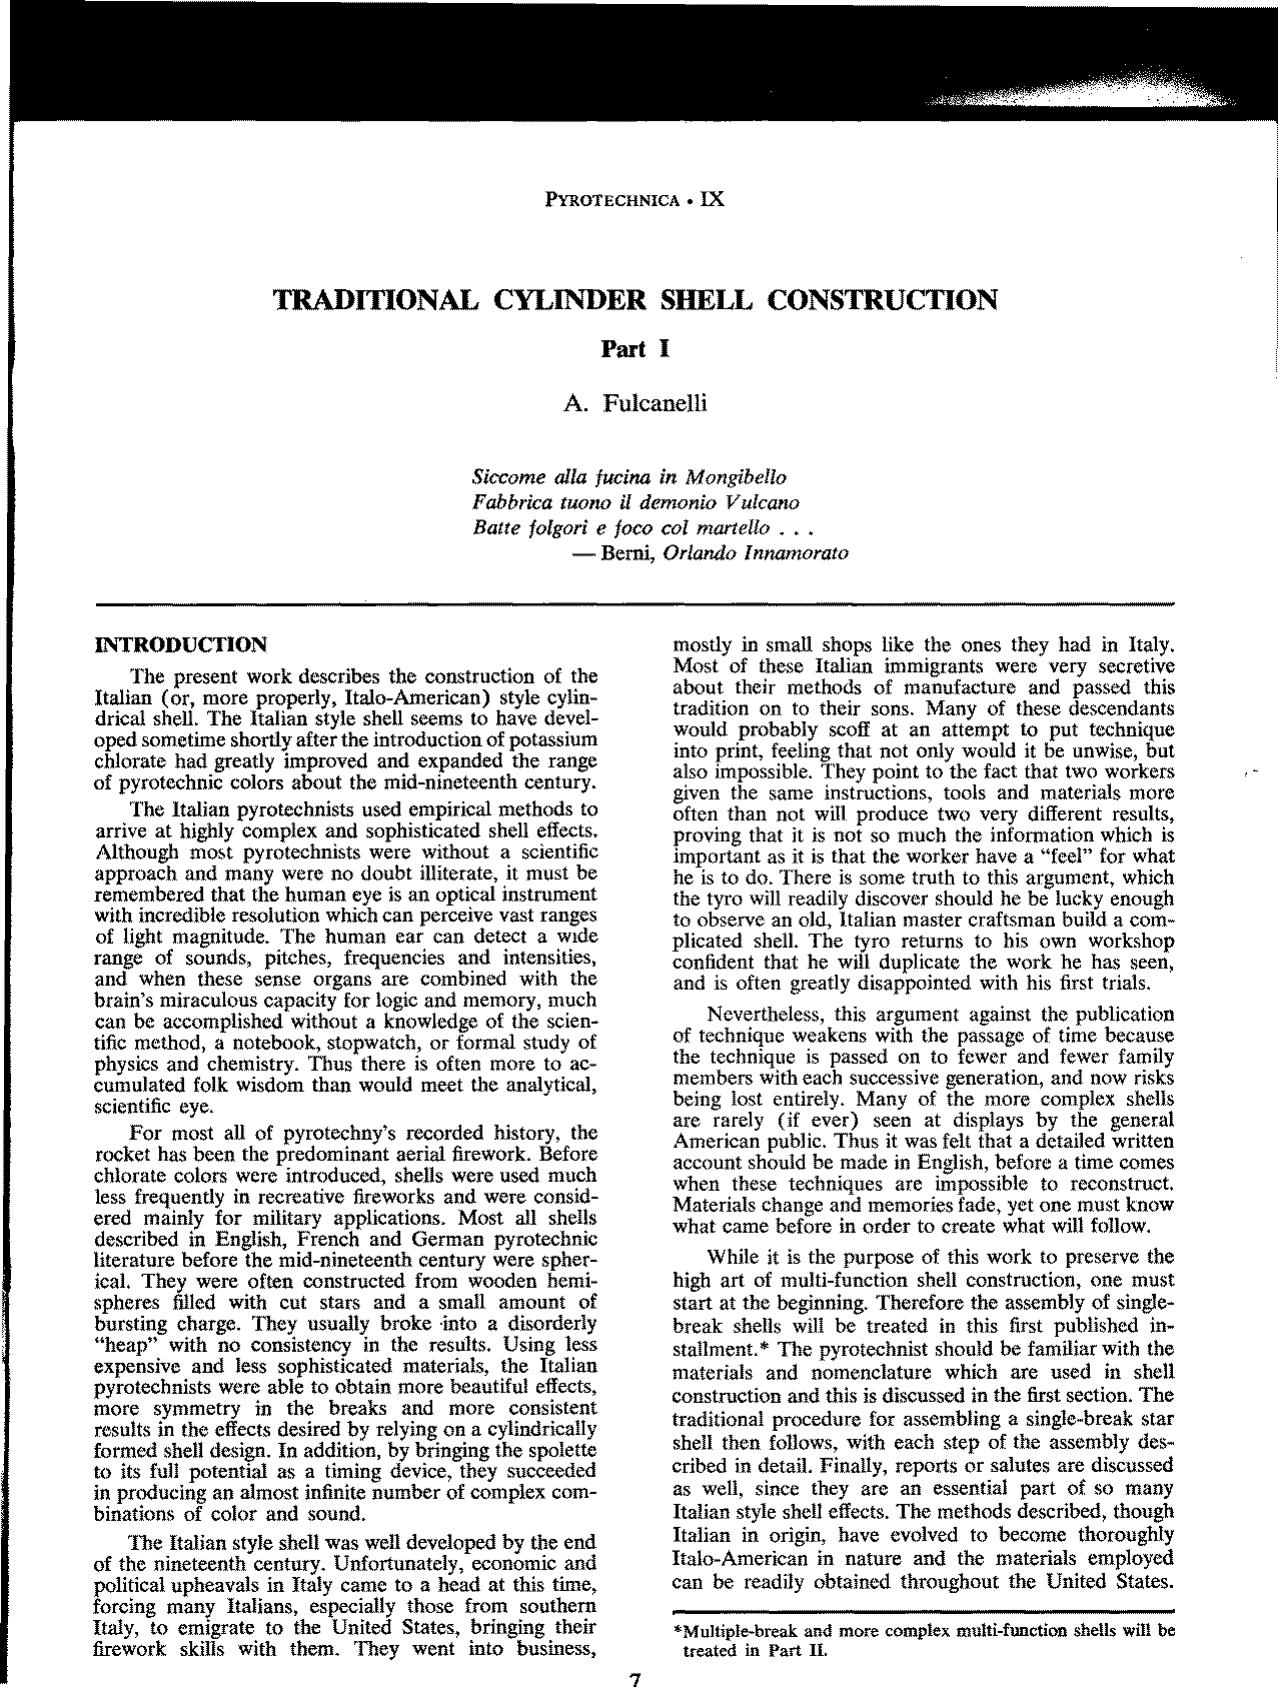 PYROTECHNICA • IX
TRADITIONAL CYLINDER SHELL CONSTRUCTION
Part I
A. Fulcanelli
Siccome alla fucina in Mongibello
Fabbrica tuono il demonio Vulcano
Batte folgori e foco col martello . . .
— Berni, Orlando Innamorato
INTRODUCTION
The present work describes the construction of the
Italian (or, more properly, Italo-American) style cylin-
drical shell. The Italian style shell seems to have devel-
oped sometime shortly after the introduction of potassium
chlorate had greatly improved and expanded the range
of pyrotechnic colors about the mid-nineteenth century.
The Italian pyrotechnists used empirical methods to
arrive at highly complex and sophisticated shell effects.
Although most pyrotechnists were without a scientific
approach and many were no doubt illiterate, it must be
remembered that the human eye is an optical instrument
with incredible resolution which can perceive vast ranges
of light magnitude. The human ear can detect a wide
range of sounds, pitches, frequencies and intensities,
and when these sense organs are combined with the
brain's miraculous capacity for logic and memory, much
can be accomplished without a knowledge of the scien-
tific method, a notebook, stopwatch, or formal study of
physics and chemistry. Thus there is often more to ac-
cumulated folk wisdom than would meet the analytical,
scientific eye.
For most all of pyrotechny's recorded history, the
rocket has been the predominant aerial firework. Before
chlorate colors were introduced, shells were used much
less frequently in recreative fireworks and were consid-
ered mainly for military applications. Most all shells
described in English, French and German pyrotechnic
literature before the mid-nineteenth century were spher-
ical. They were often constructed from wooden hemi-
spheres filled with cut stars and a small amount of
bursting charge. They usually broke into a disorderly
"heap" with no consistency in the results. Using less
expensive and less sophisticated materials, the Italian
pyrotechnists were able to obtain more beautiful effects,
more symmetry in the breaks and more consistent
results in the effects desired by relying on a cylindrically
formed shell design. In addition, by bringing the spolette
to its full potential as a timing device, they succeeded
in producing an almost infinite number of complex com-
binations of color and sound.
The Italian style shell was well developed by the end
of the nineteenth century. Unfortunately, economic and
political upheavals in Italy came to a head at this time,
forcing many Italians, especially those from southern
Italy, to emigrate to the United States, bringing their
firework skills with them. They went into business,
mostly in small shops like the ones they had in Italy.
Most of these Italian immigrants were very secretive
about their methods of manufacture and passed this
tradition on to their sons. Many of these descendants
would probably scoff at an attempt to put technique
into print, feeling that not only would it be unwise, but
also impossible. They point to the fact that two workers
given the same instructions, tools and materials more
often than not will produce two very different results,
proving that it is not so much the information which is
important as it is that the worker have a "feel" for what
he is to do. There is some truth to this argument, which
the tyro will readily discover should he be lucky enough
to observe an old, Italian master craftsman build a com-
plicated shell. The tyro returns to his own workshop
confident that he will duplicate the work he has seen,
and is often greatly disappointed with his first trials.
Nevertheless, this argument against the publication
of technique weakens with the passage of time because
the technique is passed on to fewer and fewer family
members with each successive generation, and now risks
being lost entirely. Many of the more complex shells
are rarely (if ever) seen at displays by the general
American public. Thus it was felt that a detailed written
account should be made in English, before a time comes
when these techniques are impossible to reconstruct.
Materials change and memories fade, yet one must know
what came before in order to create what will follow.
While it is the purpose of this work to preserve the
high art of multi-function shell construction, one must
start at the beginning. Therefore the assembly of single-
break shells will be treated in this first published in-
stallment.* The pyrotechnist should be familiar with the
materials and nomenclature which are used in shell
construction and this is discussed in the first section. The
traditional procedure for assembling a single-break star
shell then follows, with each step of the assembly des-
cribed in detail. Finally, reports or salutes are discussed
as well, since they are an essential part of so many
Italian style shell effects. The methods described, though
Italian in origin, have evolved to become thoroughly
Italo-American in nature and the materials employed
can be readily obtained throughout the United States.
*Multiple-break and more complex multi-function shells will be
treated in Part II.
7